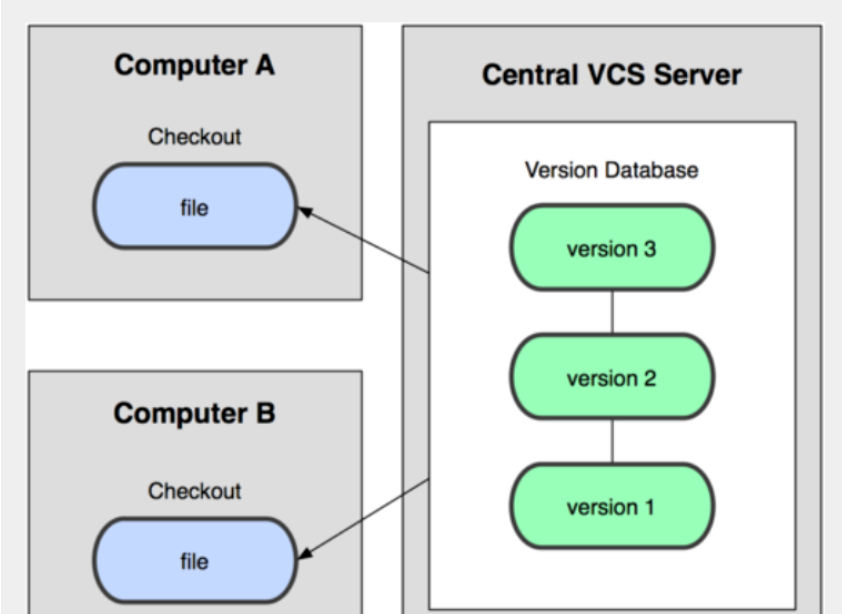 Computer A
Checkout
file
Computer B
Checkout
file
Central VCS Server
Version Database
version 3
version 2
version 1